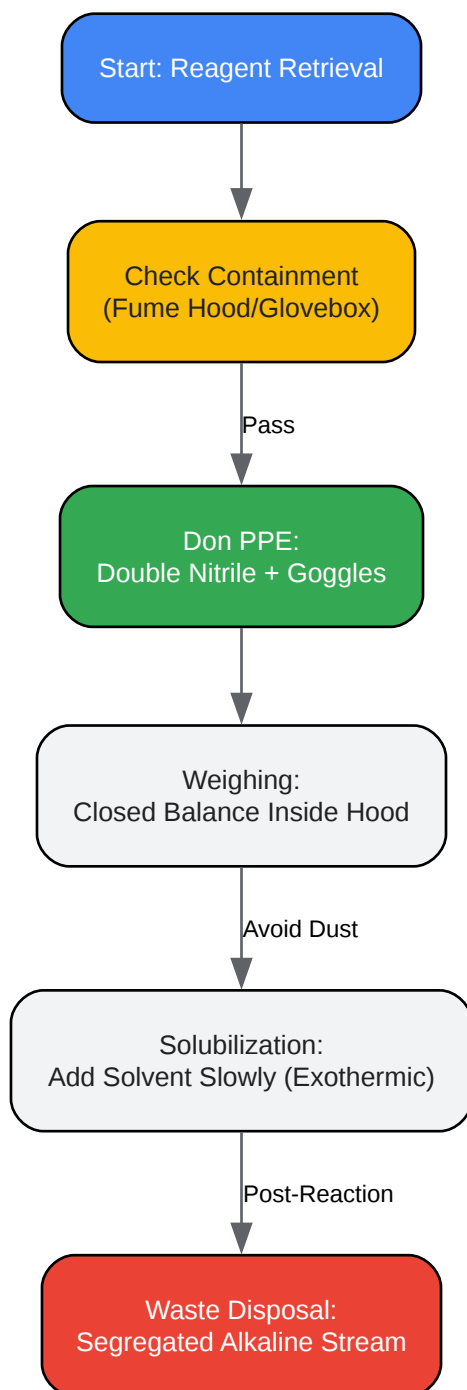 Start: Reagent Retrieval
Check Containment
(Fume Hood/Glovebox)
Pass
Don PPE:
Double Nitrile + Goggles
Weighing:
Closed Balance Inside Hood
Avoid Dust
Solubilization:
Add Solvent Slowly (Exothermic)
Post-Reaction
Waste Disposal:
Segregated Alkaline Stream